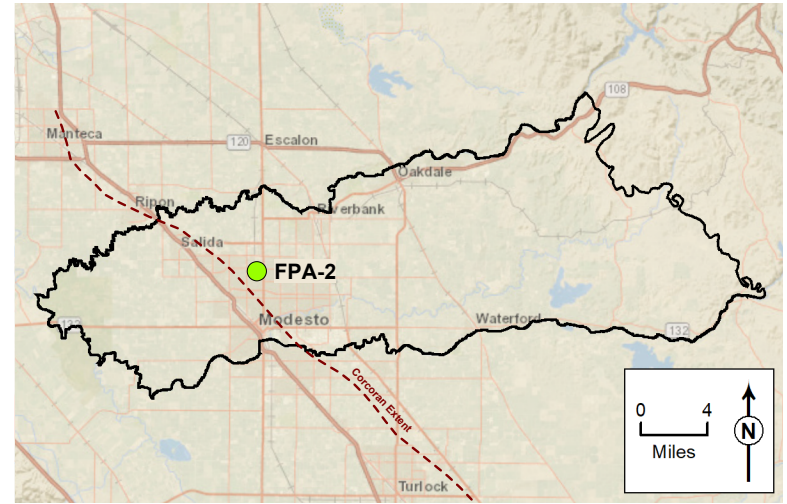 108
Manteca
120
Escalon
Oakdale
Ripon
Riverbank
Salida
FPA-2
132
Modesto
Waterford
132
Corcoran Extent
0 4
Miles
N
Turlock